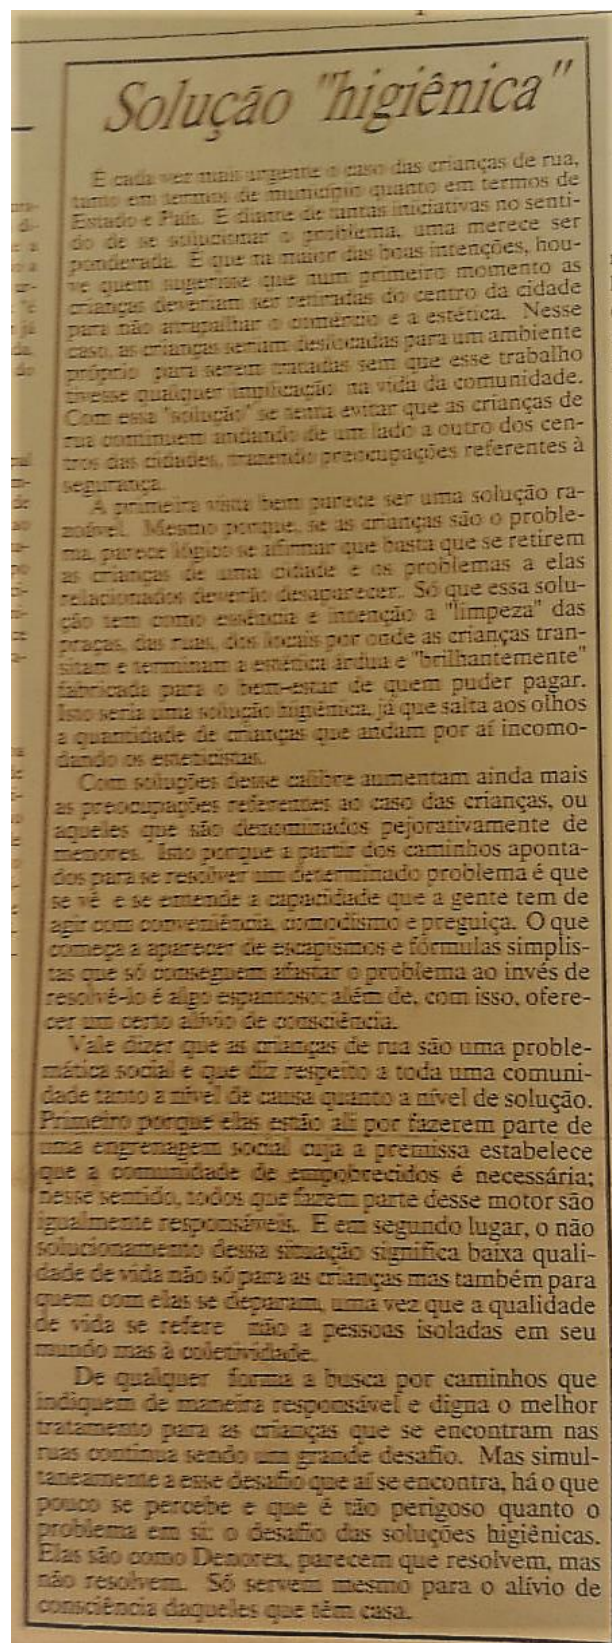 Solução "higiênica"
É cada vez mais urgente o caso das crianças de rua,
tanto em termos de município quanto em termos de
Estado e País. E diante de tantas iniciativas no senti-
do de se solucionar o problema, uma merece ser
ponderada. É que na maior das boas intenções, hou-
ve quem sugerisse que num primeiro momento as
crianças deveriam ser retiradas do centro da cidade
para não atrapalhar o comércio e a estética. Nesse
caso, as crianças seriam deslocadas para um ambiente
próprio para serem tratadas sem que esse trabalho
tivesse qualquer implicação na vida da comunidade.
Com essa "solução" se tenta evitar que as crianças de
rua continuem andando de um lado a outro dos cen-
tros das cidades, trazendo preocupações referentes à
segurança.
A primeira vista bem parece ser uma solução ra-
zoável. Mesmo porque, se as crianças são o proble-
ma, parece lógico se afirmar que basta que se retirem
as crianças de uma cidade e os problemas a elas
relacionados deverão desaparecer. Só que essa solu-
ção tem como essência e intenção a "limpeza" das
praças, das ruas, dos locais por onde as crianças tran-
sitam e terminam a estética árdua e "brilhantemente"
fabricada para o bem-estar de quem puder pagar.
Isto seria uma solução higiênica, já que salta aos olhos
a quantidade de crianças que andam por aí incomo-
dando os esteticistas.
Com soluções desse calibre aumentam ainda mais
as preocupações referentes ao caso das crianças, ou
aqueles que são denominados pejorativamente de
menores. Isto porque a partir dos caminhos aponta-
dos para se resolver um determinado problema é que
se vê e se entende a capacidade que a gente tem de
agir com conveniência, comodismo e preguiça. O que
começa a aparecer de escapismos e fórmulas simplis-
tas que só conseguem afastar o problema ao invés de
resolvê-lo é algo espantoso; além de, com isso, ofere-
cer um certo alívio de consciência.
Vale dizer que as crianças de rua são uma proble-
mática social e que diz respeito a toda uma comuni-
dade tanto a nível de causa quanto a nível de solução.
Primeiro porque elas estão ali por fazerem parte de
uma engrenagem social cuja a premissa estabelece
que a comunidade de empobrecidos é necessária;
nesse sentido, todos que fazem parte desse motor são
igualmente responsáveis. E em segundo lugar, o não
solucionamento dessa situação significa baixa quali-
dade de vida não só para as crianças mas também para
quem com elas se deparam, uma vez que a qualidade
de vida se refere não a pessoas isoladas em seu
mundo mas à coletividade.
De qualquer forma a busca por caminhos que
indiquem de maneira responsável e digna o melhor
tratamento para as crianças que se encontram nas
ruas continua sendo um grande desafio. Mas simul-
taneamente a esse desafio que aí se encontra, há o que
pouco se percebe e que é tão perigoso quanto o
problema em si: o desafio das soluções higiênicas.
Elas são como Denorex, parecem que resolvem, mas
não resolvem. Só servem mesmo para o alívio de
consciência daqueles que têm casa.